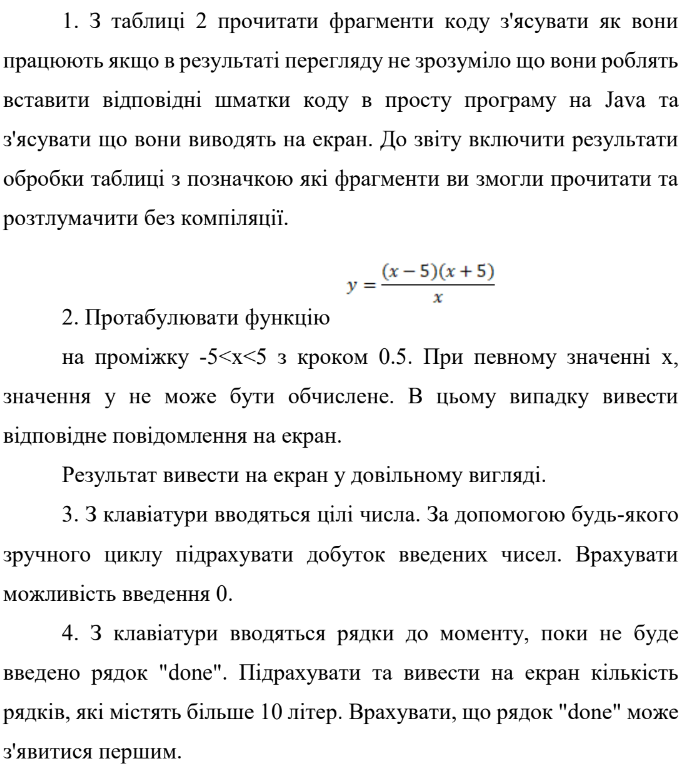 1. З таблиці 2 прочитати фрагменти коду з'ясувати як вони
працюють якщо в результаті перегляду не зрозуміло що вони роблять
вставити відповідні шматки коду в просту програму на Java та
з'ясувати що вони виводять на екран. До звіту включити результати
обробки таблиці з позначкою які фрагменти ви змогли прочитати та
розтлумачити без компіляції.
2. Протабулювати функцію y = (x − 5)(x + 5) / x
на проміжку -5<x<5 з кроком 0.5. При певному значенні x,
значення y не може бути обчислене. В цьому випадку вивести
відповідне повідомлення на екран.
Результат вивести на екран у довільному вигляді.
3. З клавіатури вводяться цілі числа. За допомогою будь-якого
зручного циклу підрахувати добуток введених чисел. Врахувати
можливість введення 0.
4. З клавіатури вводяться рядки до моменту, поки не буде
введено рядок "done". Підрахувати та вивести на екран кількість
рядків, які містять більше 10 літер. Врахувати, що рядок "done" може
з'явитися першим.